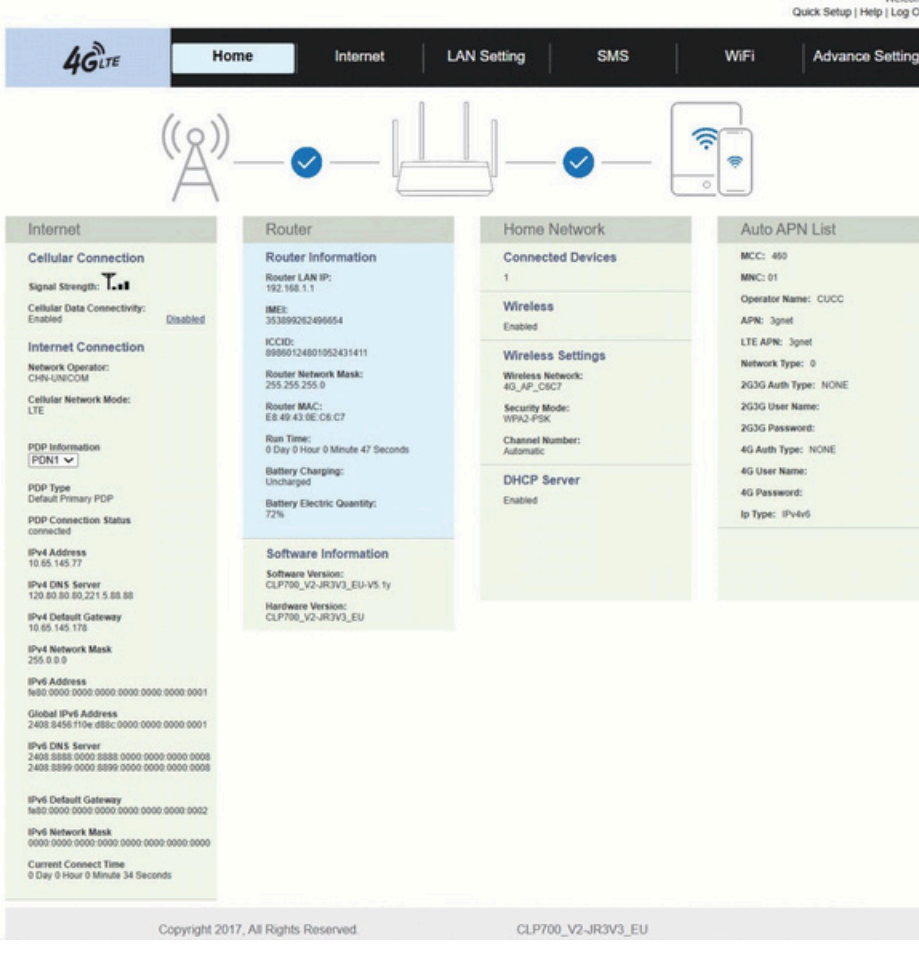 Quick Setup | Help | Log O
4G LTE
Home
Internet
LAN Setting
SMS
WiFi
Advance Setting
Internet
Cellular Connection
Signal Strength:
Cellular Data Connectivity:
Enabled Disabled
Internet Connection
Network Operator:
CHN-UNICOM
Cellular Network Mode:
LTE
PDP Information
PDN1
PDP Type
Default Primary PDP
PDP Connection Status
connected
IPv4 Address
10.65.145.77
IPv4 DNS Server
120.80.80.80,221.5.88.88
IPv4 Default Gateway
10.65.145.178
IPv4 Network Mask
255.0.0.0
IPv6 Address
fe80:0000:0000:0000:0000:0000:0000:0001
Global IPv6 Address
2408:8456:f10e:d88c:0000:0000:0000:0001
IPv6 DNS Server
2408:8888:0000:8888:0000:0000:0000:0008
2408:8899:0000:8899:0000:0000:0000:0008
IPv6 Default Gateway
fe80:0000:0000:0000:0000:0000:0000:0002
IPv6 Network Mask
0000:0000:0000:0000:0000:0000:0000:0000
Current Connect Time
0 Day 0 Hour 0 Minute 34 Seconds
Router
Router Information
Router LAN IP:
192.168.1.1
IMEI:
353899262496654
ICCID:
89860124801052431411
Router Network Mask:
255.255.255.0
Router MAC:
E8:49:43:0E:C6:C7
Run Time:
0 Day 0 Hour 0 Minute 47 Seconds
Battery Charging:
Uncharged
Battery Electric Quantity:
72%
Software Information
Software Version:
CLP700_V2-JR3V3_EU-V5.1y
Hardware Version:
CLP700_V2-JR3V3_EU
Home Network
Connected Devices
1
Wireless
Enabled
Wireless Settings
Wireless Network:
4G_AP_C6C7
Security Mode:
WPA2-PSK
Channel Number:
Automatic
DHCP Server
Enabled
Auto APN List
MCC: 460
MNC: 01
Operator Name: CUCC
APN: 3gnet
LTE APN: 3gnet
Network Type: 0
2G3G Auth Type: NONE
2G3G User Name:
2G3G Password:
4G Auth Type: NONE
4G User Name:
4G Password:
Ip Type: IPv4v6
Copyright 2017, All Rights Reserved.
CLP700_V2-JR3V3_EU